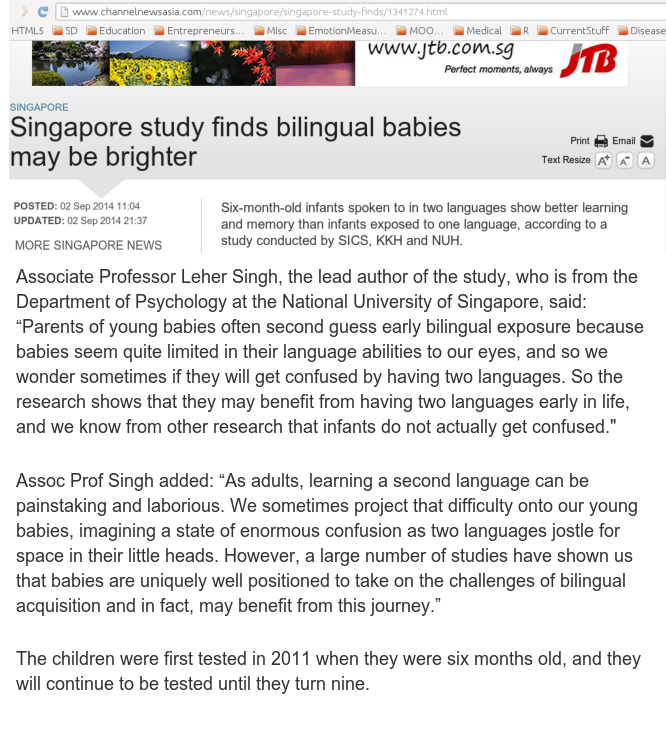 www.channelnewsasia.com/news/singapore/singapore-study-finds/1341274.html
HTML5 SD Education Entrepreneurs... Misc EmotionMeasu... MOO... Medical R CurrentStuff Disease
www.jtb.com.sg
Perfect moments, always JTB
SINGAPORE
Singapore study finds bilingual babies
may be brighter
Print Email
Text Resize A+ A- A
POSTED: 02 Sep 2014 11:04
UPDATED: 02 Sep 2014 21:37
MORE SINGAPORE NEWS
Six-month-old infants spoken to in two languages show better learning
and memory than infants exposed to one language, according to a
study conducted by SICS, KKH and NUH.
Associate Professor Leher Singh, the lead author of the study, who is from the
Department of Psychology at the National University of Singapore, said:
“Parents of young babies often second guess early bilingual exposure because
babies seem quite limited in their language abilities to our eyes, and so we
wonder sometimes if they will get confused by having two languages. So the
research shows that they may benefit from having two languages early in life,
and we know from other research that infants do not actually get confused."
Assoc Prof Singh added: “As adults, learning a second language can be
painstaking and laborious. We sometimes project that difficulty onto our young
babies, imagining a state of enormous confusion as two languages jostle for
space in their little heads. However, a large number of studies have shown us
that babies are uniquely well positioned to take on the challenges of bilingual
acquisition and in fact, may benefit from this journey.”
The children were first tested in 2011 when they were six months old, and they
will continue to be tested until they turn nine.